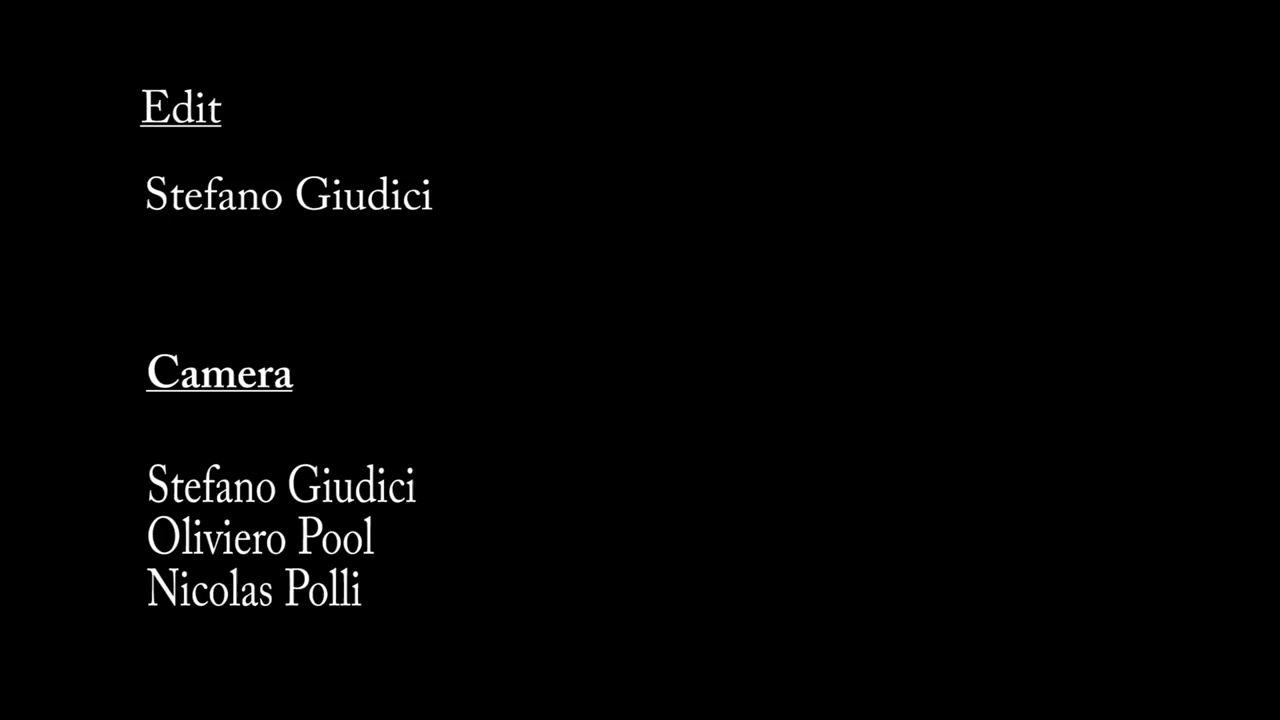 Edit
Stefano Giudici
Camera
Stefano Giudici
Oliviero Pool
Nicolas Polli